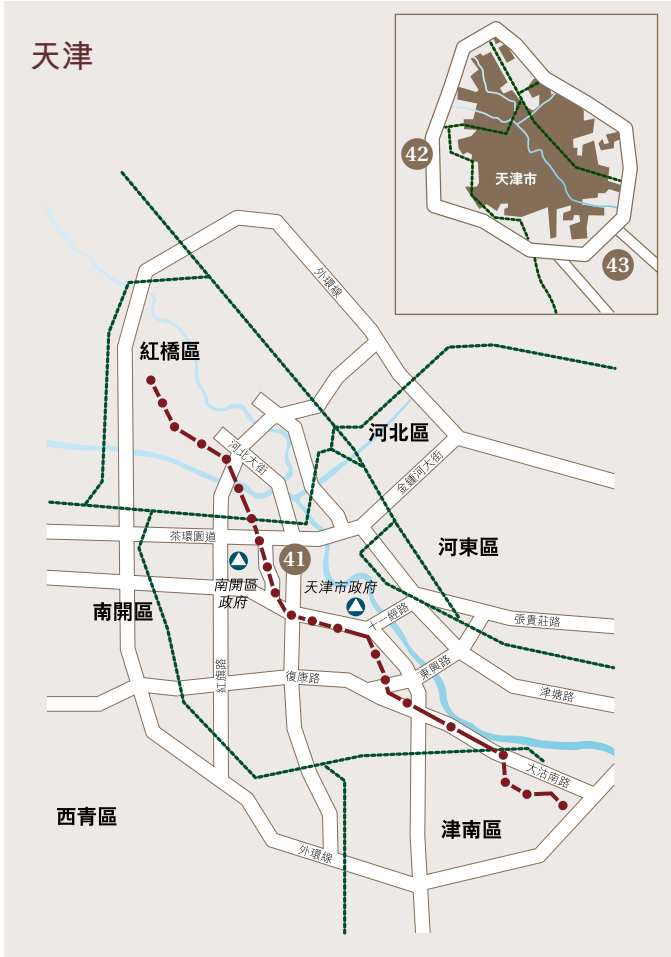 天津
42
天津市
43
外環線
紅橋區
河北區
河北大街
金鍾河大街
茶環園道
41
河東區
南開區
政府
天津市政府
南開區
十一經路
張貴莊路
紅旗路
復康路
東興路
津塘路
大沽南路
西青區
津南區
外環線